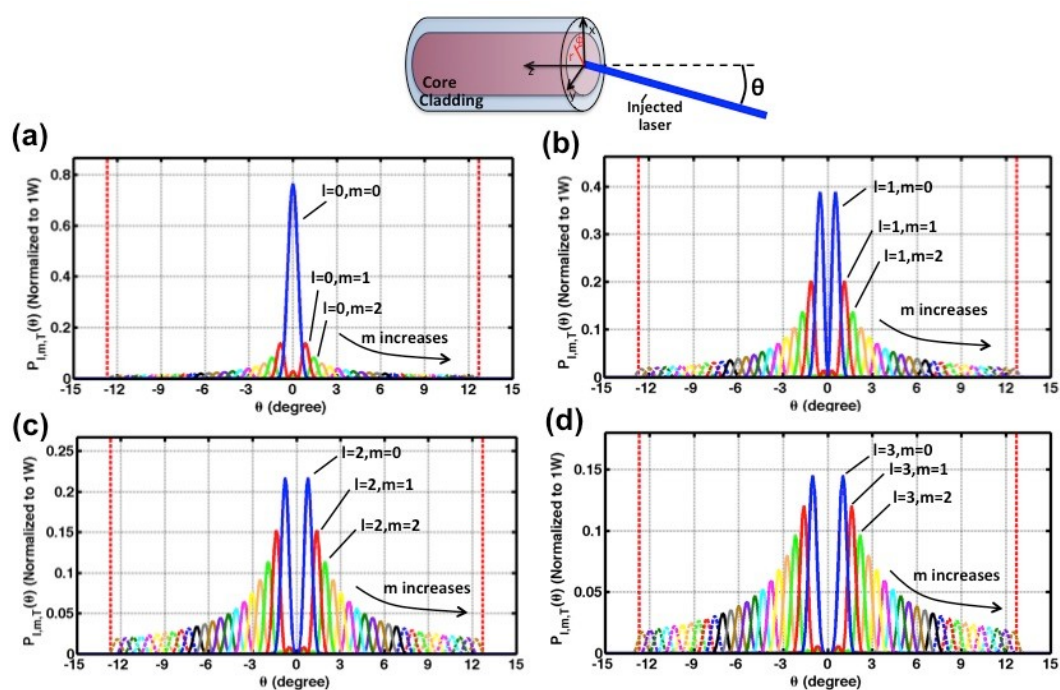 x
φ
r
z
y
Core
Cladding
θ
Injected
laser
(a)
P l,m,T (θ) (Normalized to 1W)
0.8
0.6
0.4
0.2
0
l=0,m=0
l=0,m=1
l=0,m=2
m increases
-15 -12 -9 -6 -3 0 3 6 9 12 15
θ (degree)
(b)
P l,m,T (θ) (Normalized to 1W)
0.4
0.3
0.2
0.1
0
l=1,m=0
l=1,m=1
l=1,m=2
m increases
-15 -12 -9 -6 -3 0 3 6 9 12 15
θ (degree)
(c)
P l,m,T (θ) (Normalized to 1W)
0.25
0.2
0.15
0.1
0.05
0
l=2,m=0
l=2,m=1
l=2,m=2
m increases
-15 -12 -9 -6 -3 0 3 6 9 12 15
θ (degree)
(d)
P l,m,T (θ) (Normalized to 1W)
0.15
0.1
0.05
0
l=3,m=0
l=3,m=1
l=3,m=2
m increases
-15 -12 -9 -6 -3 0 3 6 9 12 15
θ (degree)